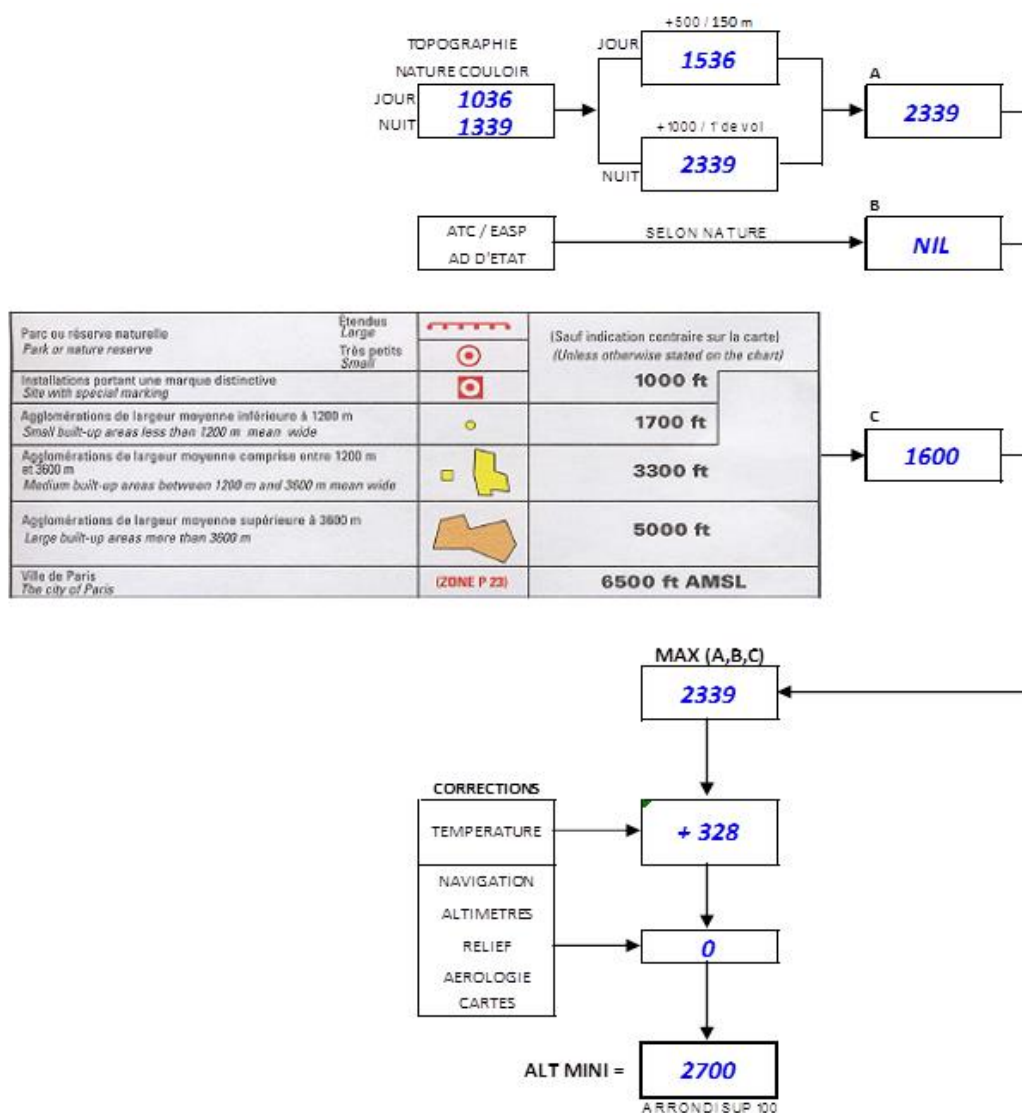 +500 / 150 m
TOPOGRAPHIE
NATURE COULOIR
JOUR
1036
NUIT
1339
JOUR
1536
+1000 / 1' de vol
NUIT
2339
A
2339
ATC / EASP
AD D'ETAT
SELON NATURE
B
NIL
Parc ou réserve naturelle
Park or nature reserve
Étendus
Large
Très petits
Small
(Sauf indication centraire sur la carte)
(Unless otherwise stated on the chart)
Installations portant une marque distinctive
Site with special marking
1000 ft
Agglomérations de largeur moyenne inférieure à 1200 m
Small built-up areas less than 1200 m mean wide
1700 ft
Agglomérations de largeur moyenne comprise entre 1200 m
et 3600 m
Medium built-up areas between 1200 m and 3600 m mean wide
3300 ft
Agglomérations de largeur moyenne supérieure à 3600 m
Large built-up areas more than 3600 m
5000 ft
Ville de Paris
The city of Paris
(ZONE P 23)
6500 ft AMSL
C
1600
MAX (A,B,C)
2339
CORRECTIONS
TEMPERATURE
+ 328
NAVIGATION
ALTIMETRES
RELIEF
AEROLOGIE
CARTES
0
ALT MINI =
2700
ARRONDI SUP 100